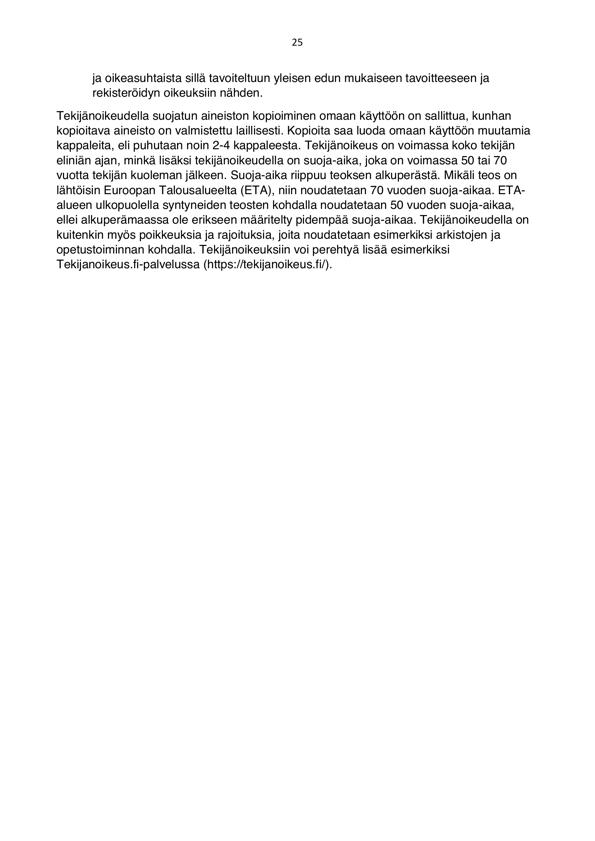 25
ja oikeasuhtaista sillä tavoiteltuun yleisen edun mukaiseen tavoitteeseen ja
rekisteröidyn oikeuksiin nähden.
Tekijänoikeudella suojatun aineiston kopioiminen omaan käyttöön on sallittua, kunhan
kopioitava aineisto on valmistettu laillisesti. Kopioita saa luoda omaan käyttöön muutamia
kappaleita, eli puhutaan noin 2-4 kappaleesta. Tekijänoikeus on voimassa koko tekijän
eliniän ajan, minkä lisäksi tekijänoikeudella on suoja-aika, joka on voimassa 50 tai 70
vuotta tekijän kuoleman jälkeen. Suoja-aika riippuu teoksen alkuperästä. Mikäli teos on
lähtöisin Euroopan Talousalueelta (ETA), niin noudatetaan 70 vuoden suoja-aikaa. ETA-
alueen ulkopuolella syntyneiden teosten kohdalla noudatetaan 50 vuoden suoja-aikaa,
ellei alkuperämaassa ole erikseen määritelty pidempää suoja-aikaa. Tekijänoikeudella on
kuitenkin myös poikkeuksia ja rajoituksia, joita noudatetaan esimerkiksi arkistojen ja
opetustoiminnan kohdalla. Tekijänoikeuksiin voi perehtyä lisää esimerkiksi
Tekijanoikeus.fi-palvelussa (https://tekijanoikeus.fi/).